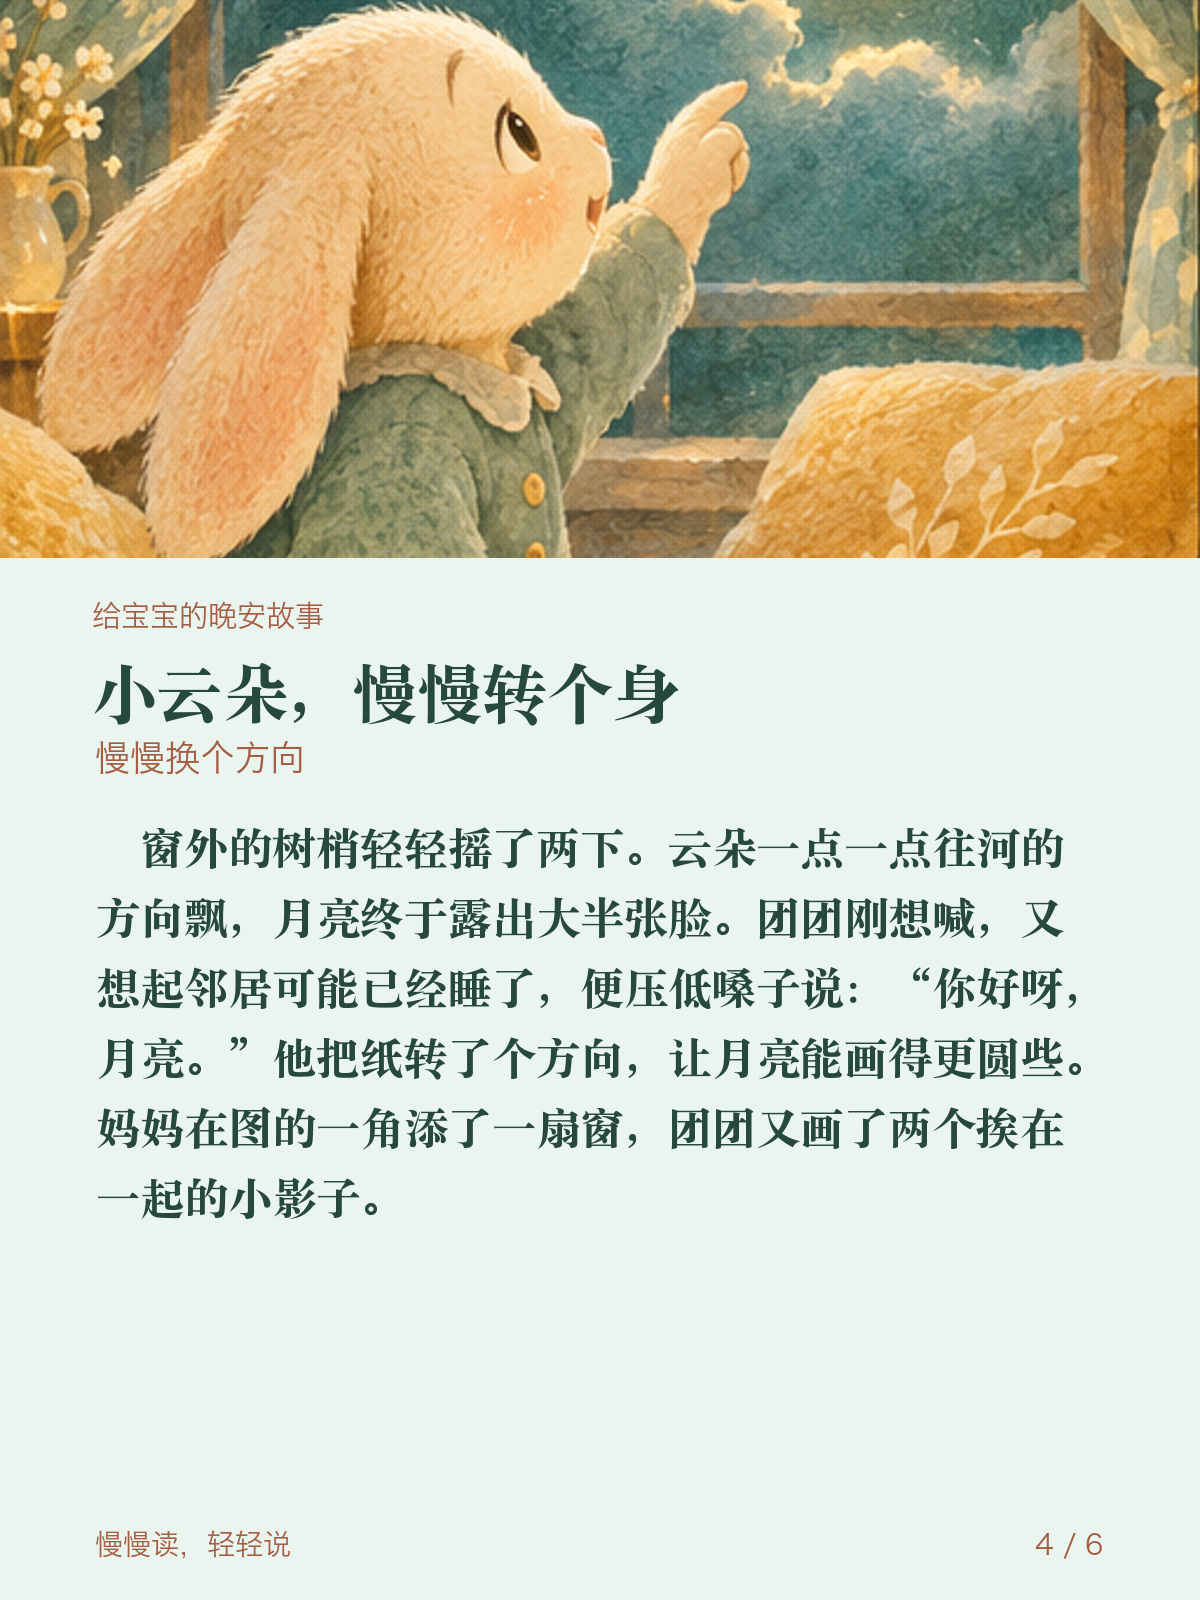 给宝宝的晚安故事
小云朵，慢慢转个身
慢慢换个方向
窗外的树梢轻轻摇了两下。云朵一点一点往河的
方向飘，月亮终于露出大半张脸。团团刚想喊，又
想起邻居可能已经睡了，便压低嗓子说：“你好呀，
月亮。”他把纸转了个方向，让月亮能画得更圆些。
妈妈在图的一角添了一扇窗，团团又画了两个挨在
一起的小影子。
慢慢读，轻轻说
4 / 6